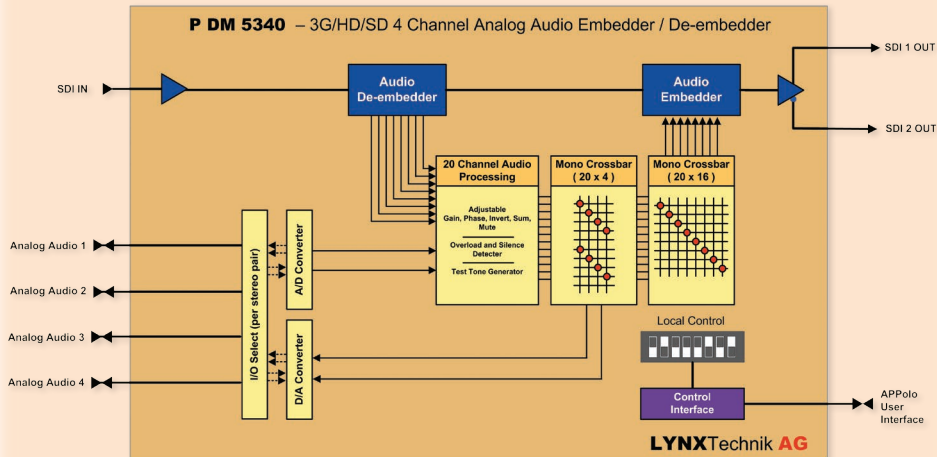 P DM 5340 – 3G/HD/SD 4 Channel Analog Audio Embedder / De-embedder
SDI IN
Audio
De-embedder
Audio
Embedder
SDI 1 OUT
SDI 2 OUT
20 Channel Audio
Processing
Adjustable
Gain, Phase, Invert, Sum,
Mute
Overload and Silence
Detecter
Test Tone Generator
Mono Crossbar
( 20 x 4 )
Mono Crossbar
( 20 x 16 )
Analog Audio 1
Analog Audio 2
Analog Audio 3
Analog Audio 4
I/O Select (per stereo pair)
A/D Converter
D/A Converter
Local Control
Control
Interface
APPolo
User
Interface
LYNXTechnik AG